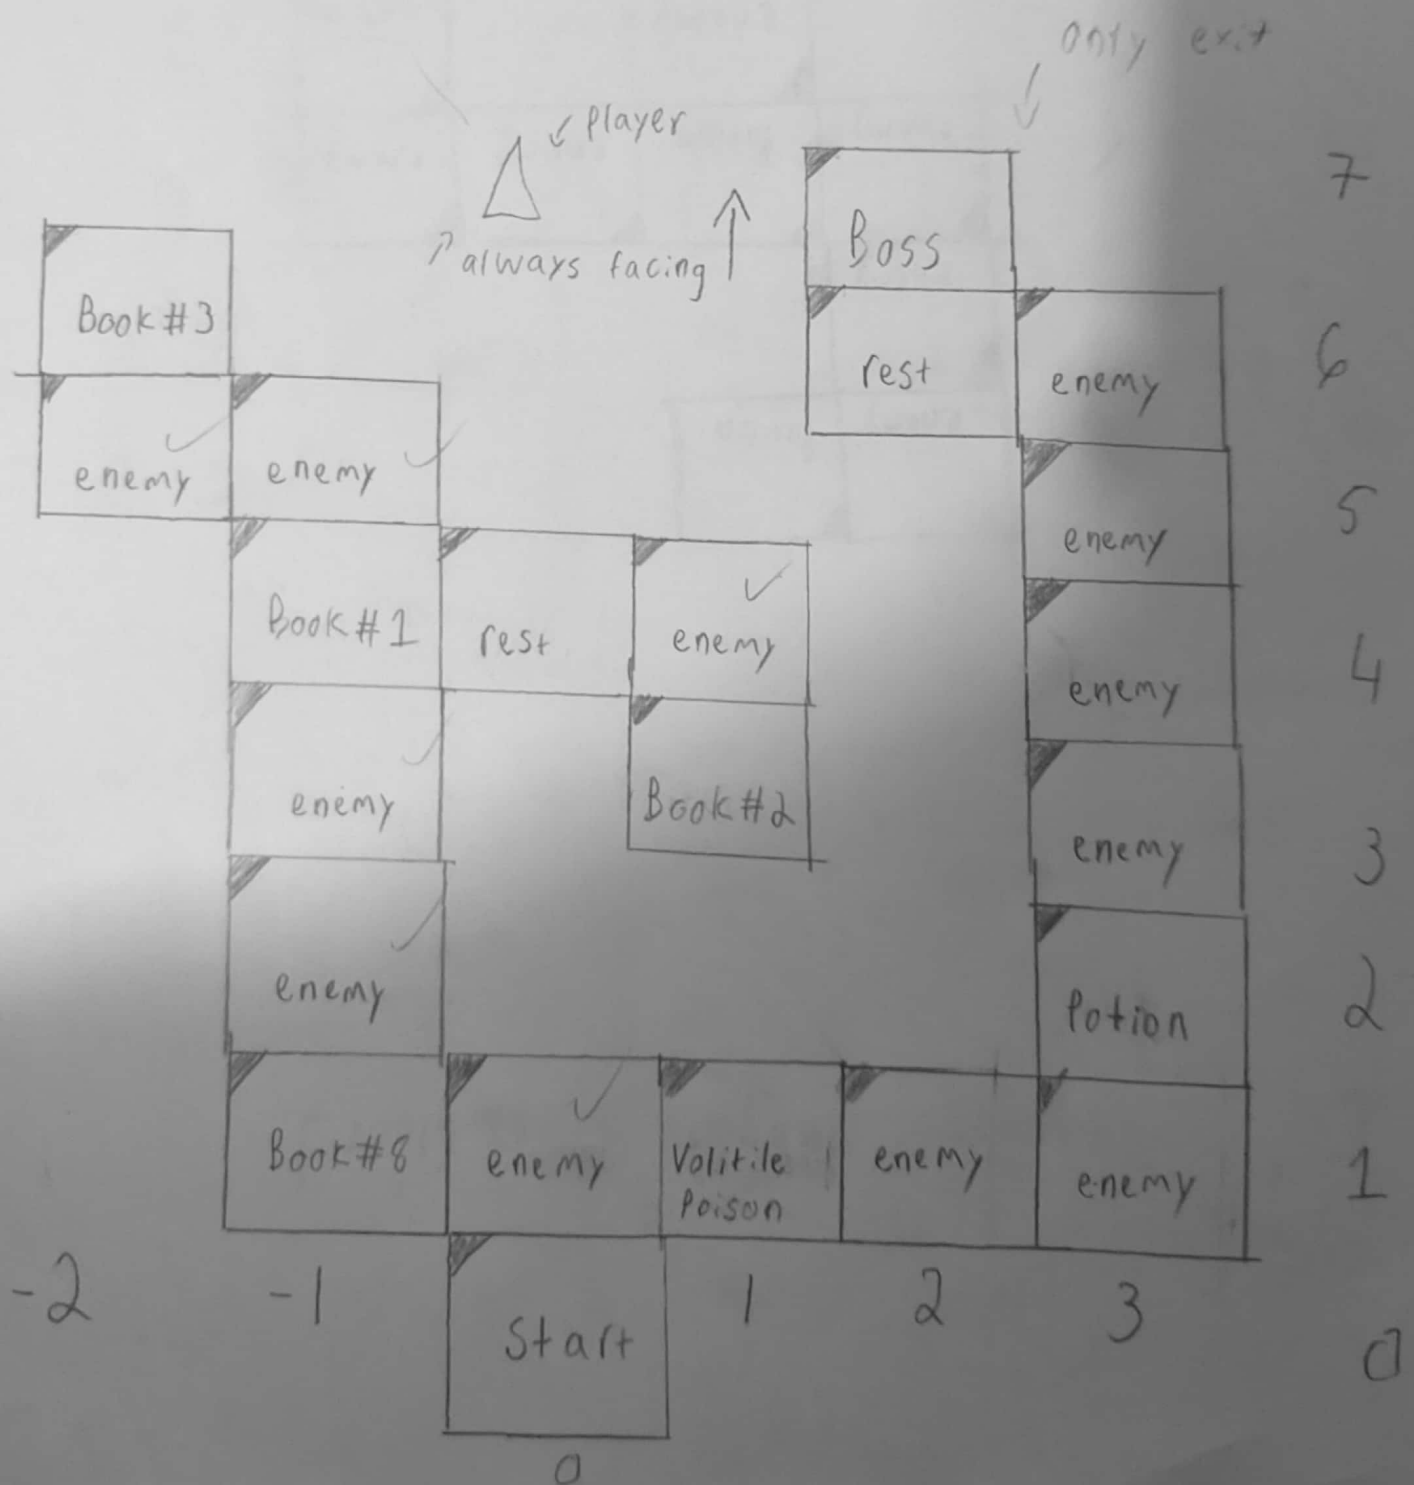 only exit
player
always facing
7
Boss
Book #3
rest
enemy
6
enemy
enemy
enemy
5
Book #1
rest
enemy
enemy
4
enemy
Book #2
enemy
3
enemy
Potion
2
Book #8
enemy
Volitile
Poison
enemy
enemy
1
-2
-1
1
2
3
Start
0
0